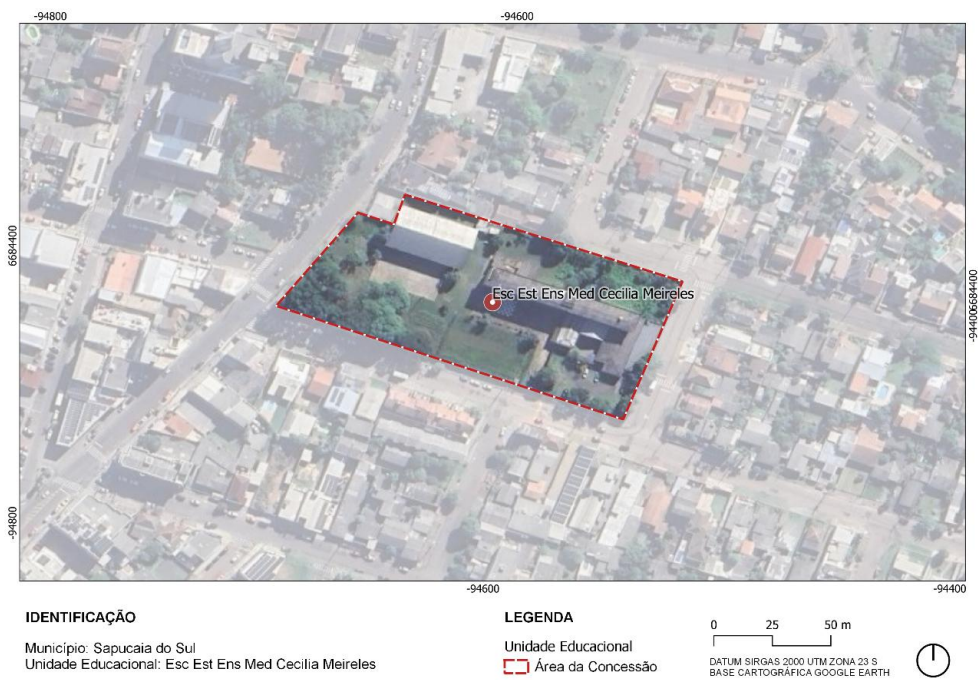 -94800
-94600
6684400
Esc Est Ens Med Cecilia Meireles
-94406684400
-94800
-94600
-94400
IDENTIFICAÇÃO
Município: Sapucaia do Sul
Unidade Educacional: Esc Est Ens Med Cecilia Meireles
LEGENDA
Unidade Educacional
Área da Concessão
0 25 50 m
DATUM SIRGAS 2000 UTM ZONA 23 S
BASE CARTOGRÁFICA GOOGLE EARTH